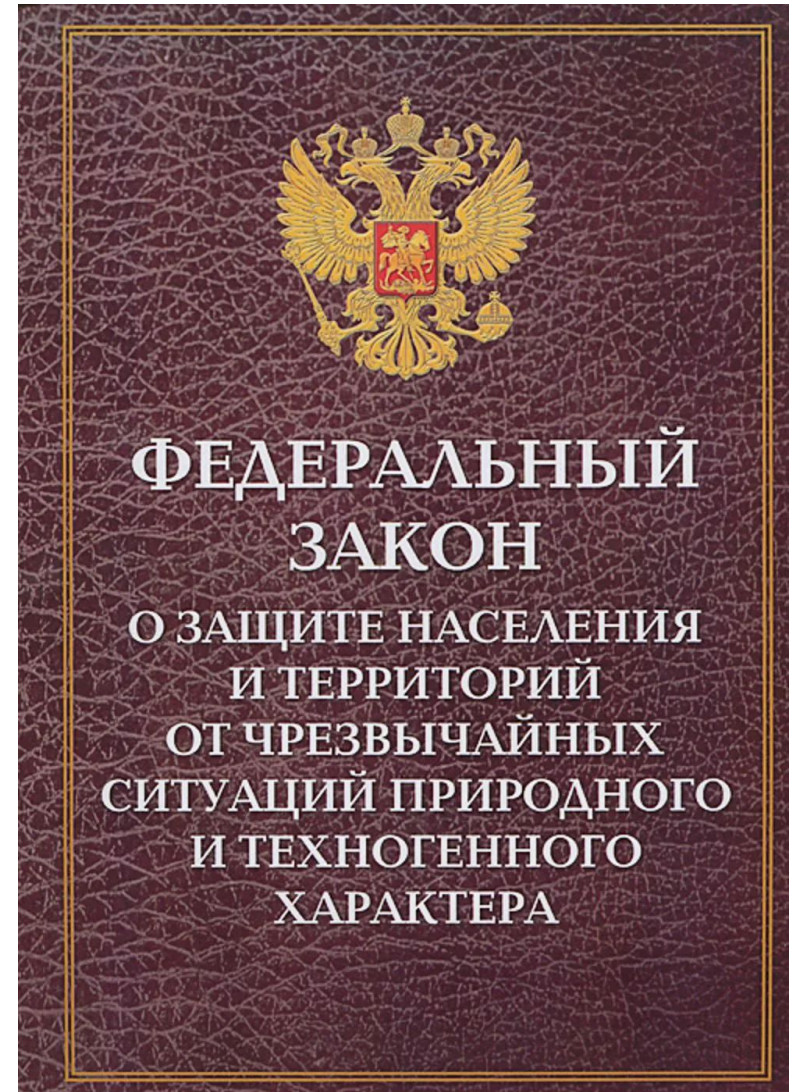 ФЕДЕРАЛЬНЫЙ
ЗАКОН
О ЗАЩИТЕ НАСЕЛЕНИЯ
И ТЕРРИТОРИЙ
ОТ ЧРЕЗВЫЧАЙНЫХ
СИТУАЦИЙ ПРИРОДНОГО
И ТЕХНОГЕННОГО
ХАРАКТЕРА